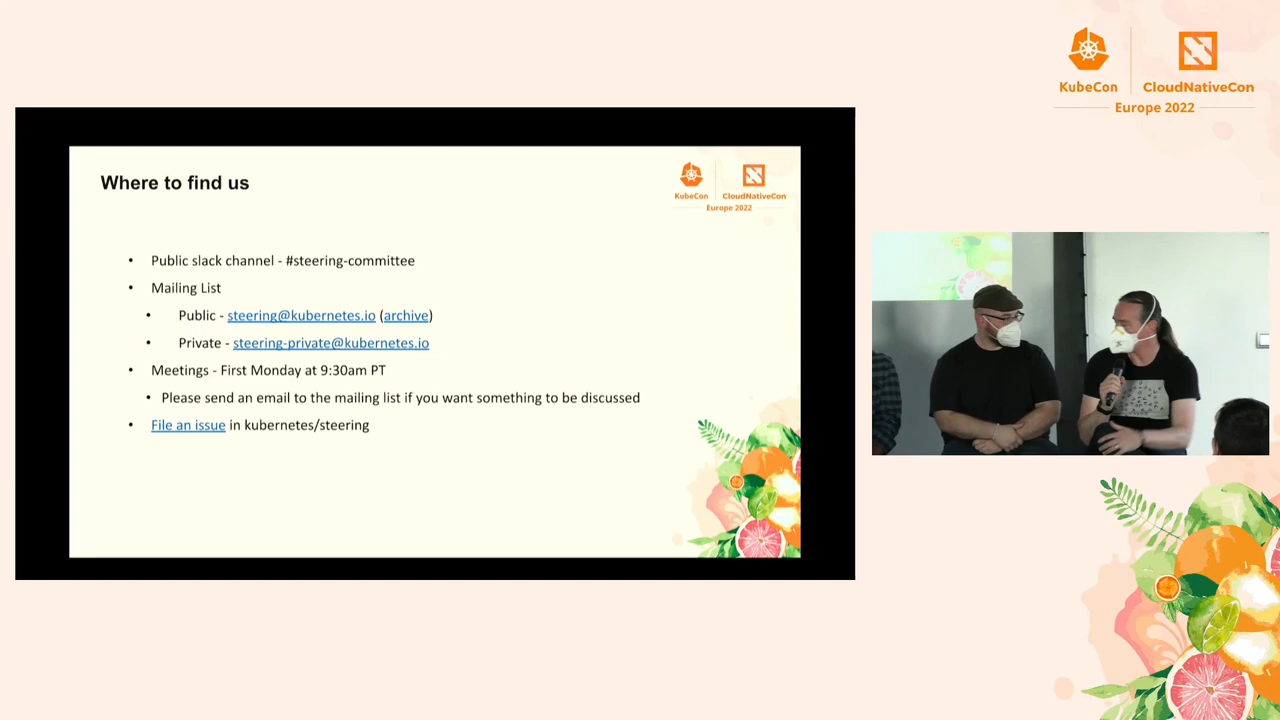 KubeCon
CloudNativeCon
Europe 2022
Where to find us
KubeCon
CloudNativeCon
Europe 2022
• Public slack channel - #steering-committee
• Mailing List
• Public - steering@kubernetes.io (archive)
• Private - steering-private@kubernetes.io
• Meetings - First Monday at 9:30am PT
• Please send an email to the mailing list if you want something to be discussed
• File an issue in kubernetes/steering